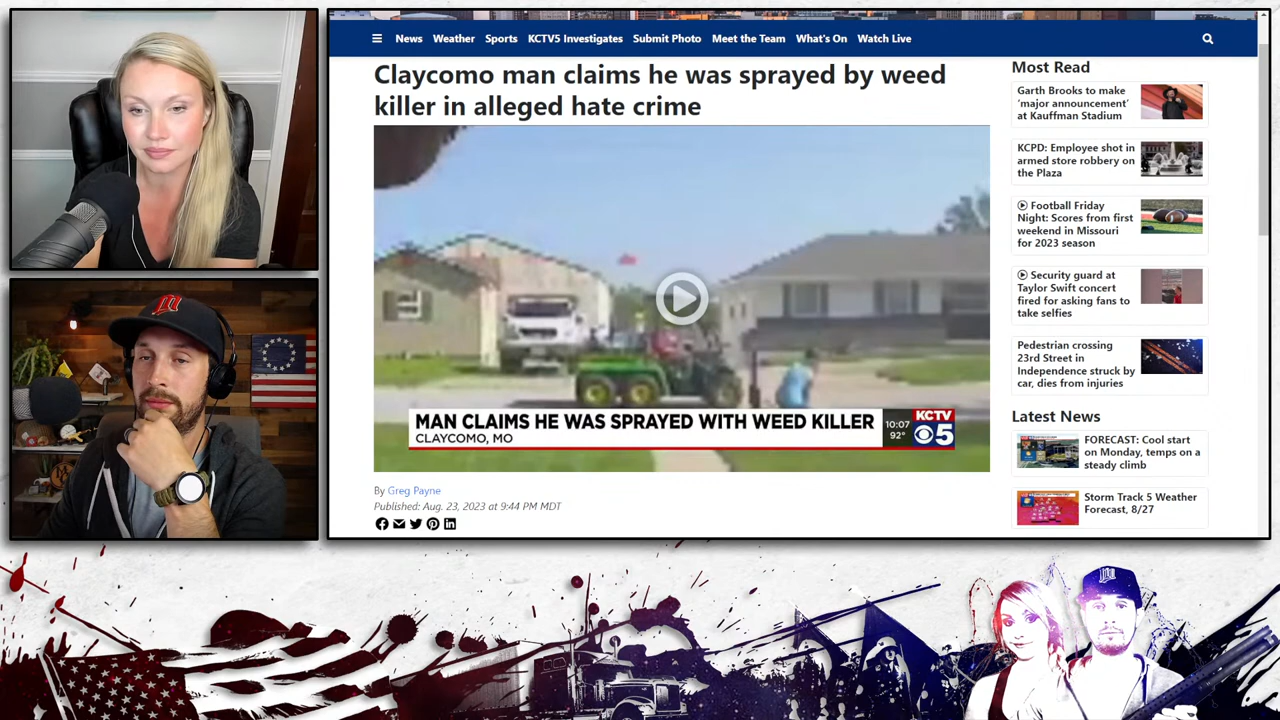 News Weather Sports KCTV5 Investigates Submit Photo Meet the Team What's On Watch Live
Claycomo man claims he was sprayed by weed
killer in alleged hate crime
MAN CLAIMS HE WAS SPRAYED WITH WEED KILLER
CLAYCOMO, MO
10:07
92°
KCTV
5
By Greg Payne
Published: Aug. 23, 2023 at 9:44 PM MDT
Most Read
Garth Brooks to make
‘major announcement’
at Kauffman Stadium
KCPD: Employee shot in
armed store robbery on
the Plaza
Football Friday
Night: Scores from first
weekend in Missouri
for 2023 season
Security guard at
Taylor Swift concert
fired for asking fans to
take selfies
Pedestrian crossing
23rd Street in
Independence struck by
car, dies from injuries
Latest News
FORECAST: Cool start
on Monday, temps on a
steady climb
Storm Track 5 Weather
Forecast, 8/27